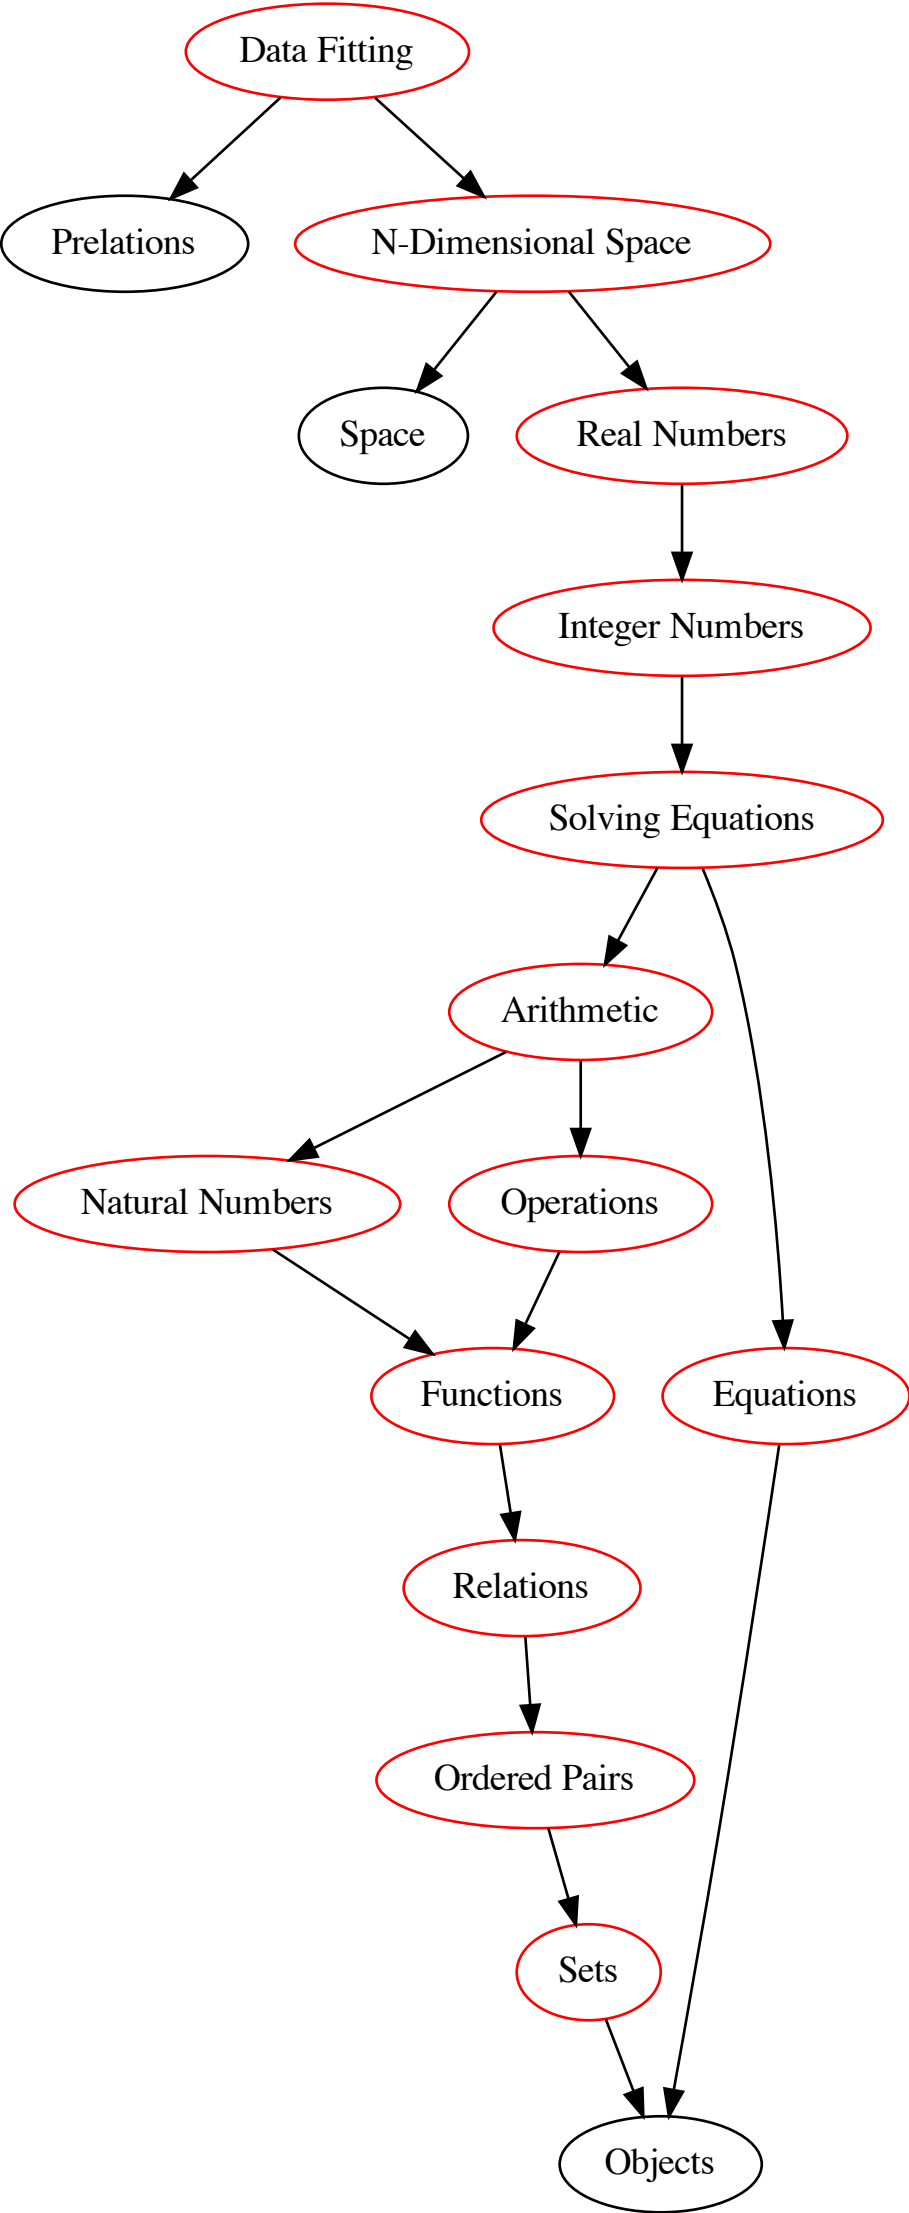 Data Fitting
Prelations
N-Dimensional Space
Space
Real Numbers
Integer Numbers
Solving Equations
Arithmetic
Natural Numbers
Operations
Functions
Equations
Relations
Ordered Pairs
Sets
Objects